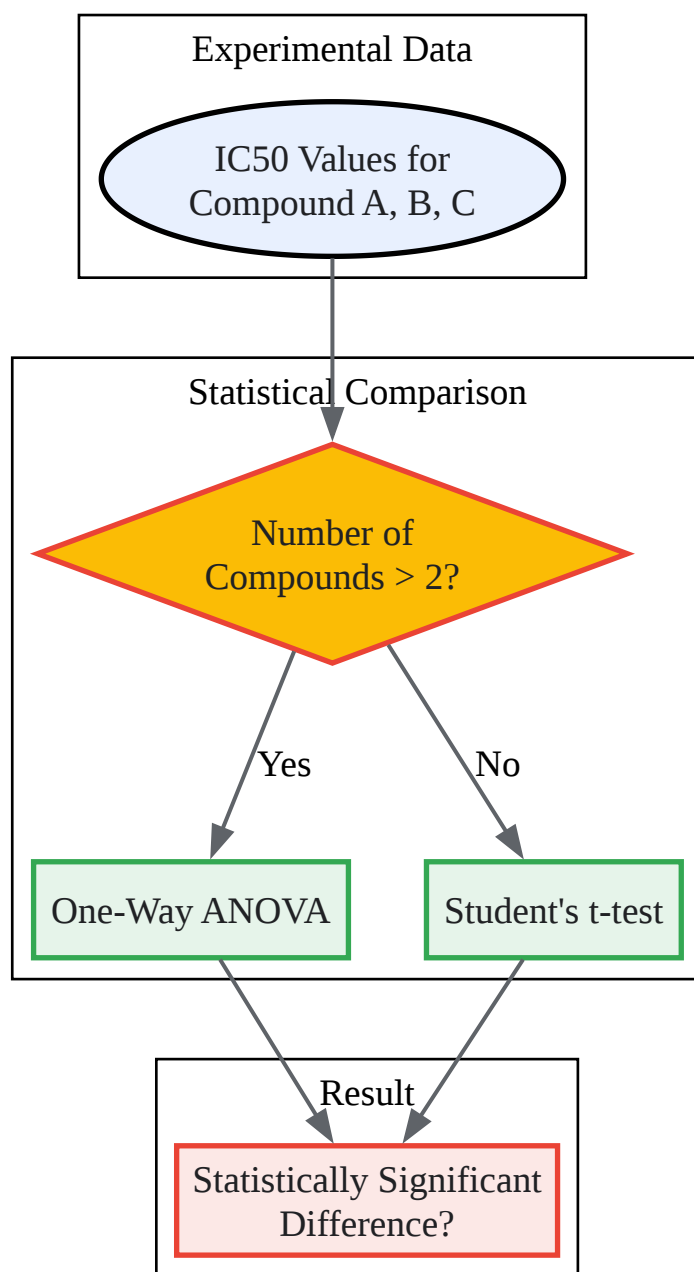 Experimental Data
IC50 Values for
Compound A, B, C
Statistical Comparison
Number of
Compounds > 2?
Yes
No
One-Way ANOVA
Student's t-test
Result
Statistically Significant
Difference?